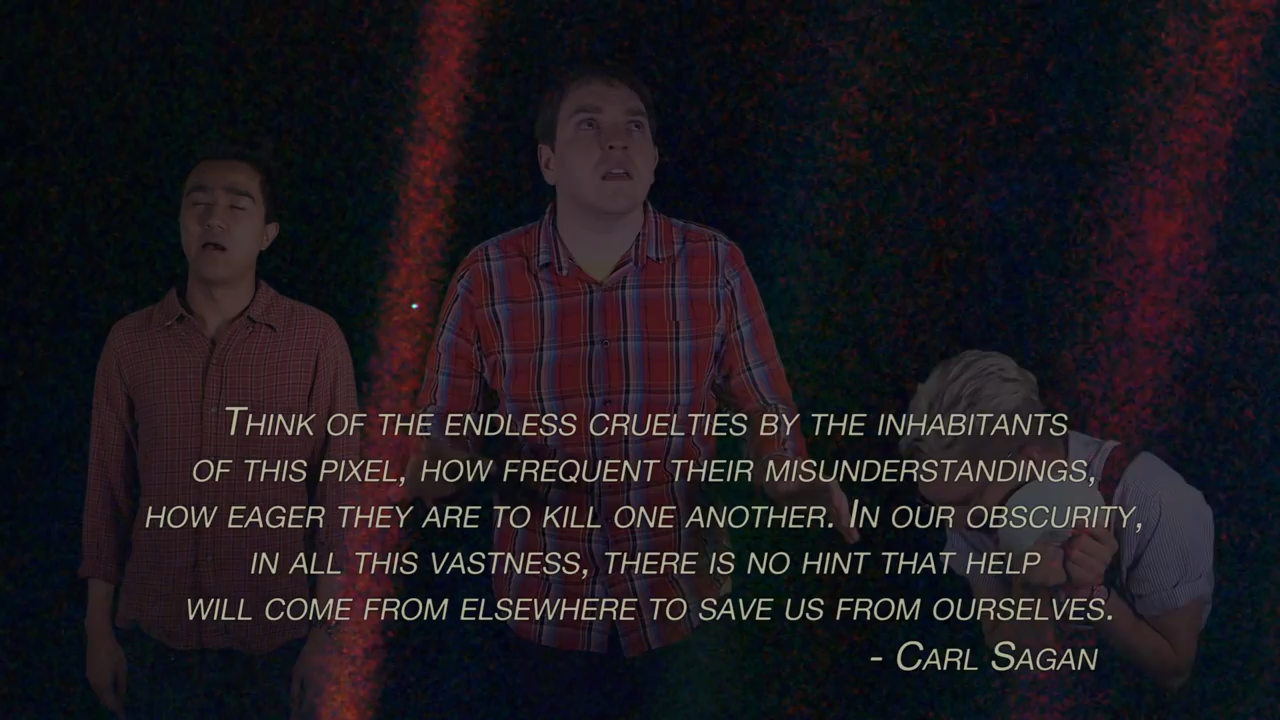 Think of the endless cruelties by the inhabitants
of this pixel, how frequent their misunderstandings,
how eager they are to kill one another. In our obscurity,
in all this vastness, there is no hint that help
will come from elsewhere to save us from ourselves.
- Carl Sagan